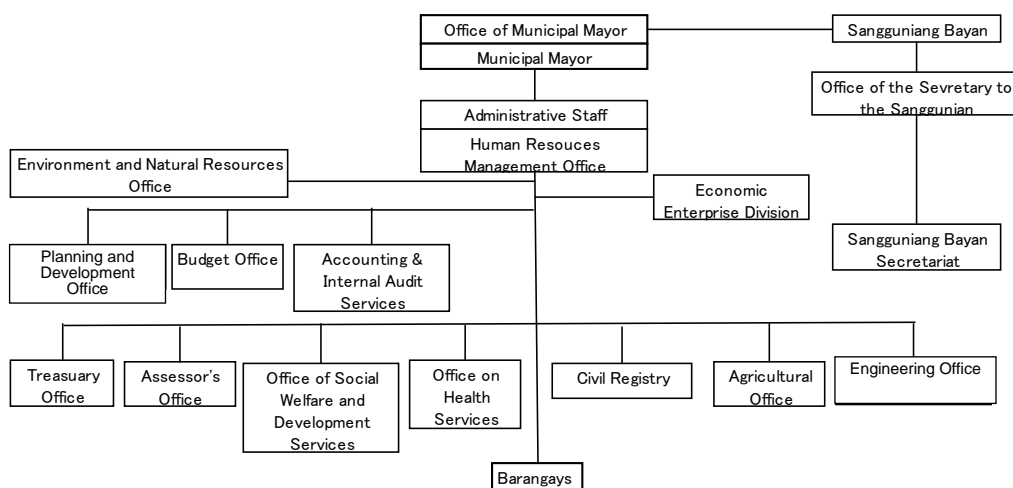 Office of Municipal Mayor
Municipal Mayor
Sangguniang Bayan
Office of the Sevretary to
the Sanggunian
Administrative Staff
Human Resouces
Management Office
Environment and Natural Resources
Office
Economic
Enterprise Division
Sangguniang Bayan
Secretariat
Planning and
Development
Office
Budget Office
Accounting &
Internal Audit
Services
Treasuary
Office
Assessor's
Office
Office of Social
Welfare and
Development
Services
Office on
Health
Services
Civil Registry
Agricultural
Office
Engineering Office
Barangays